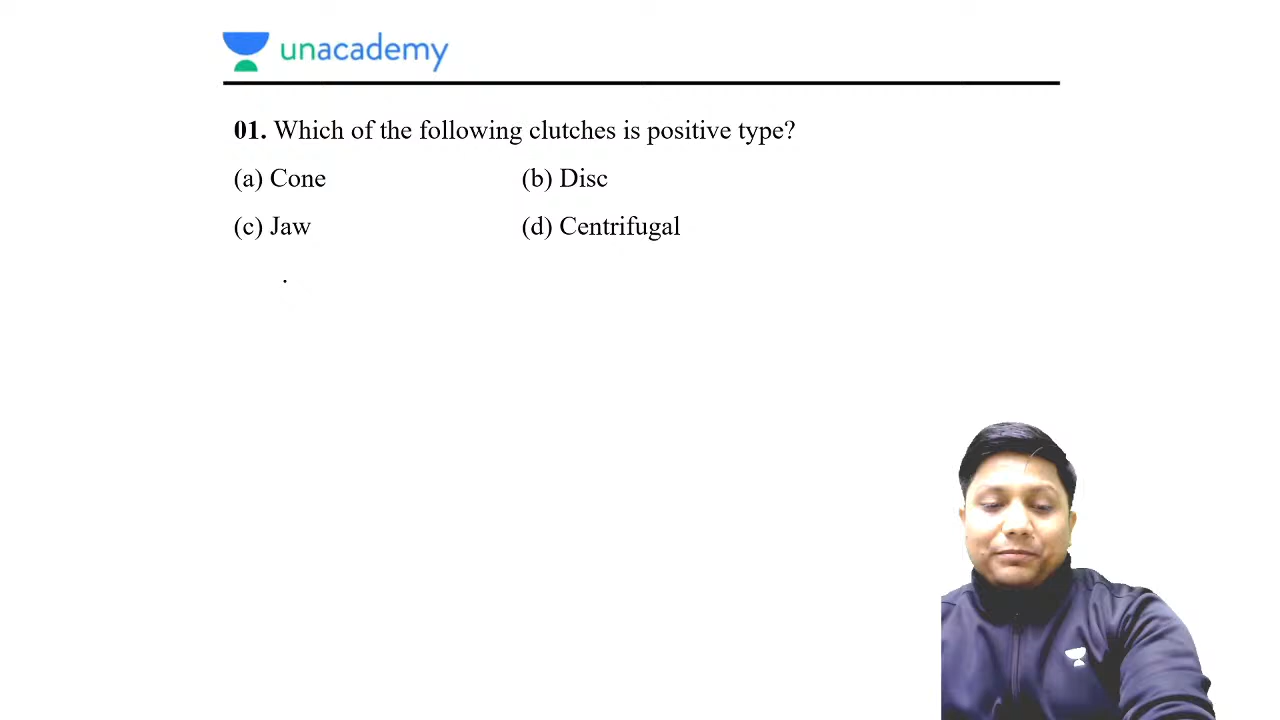 unacademy
01. Which of the following clutches is positive type?
(a) Cone (b) Disc
(c) Jaw (d) Centrifugal
.